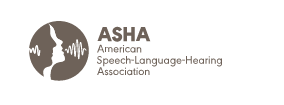 ASHA
American
Speech-Language-Hearing
Association